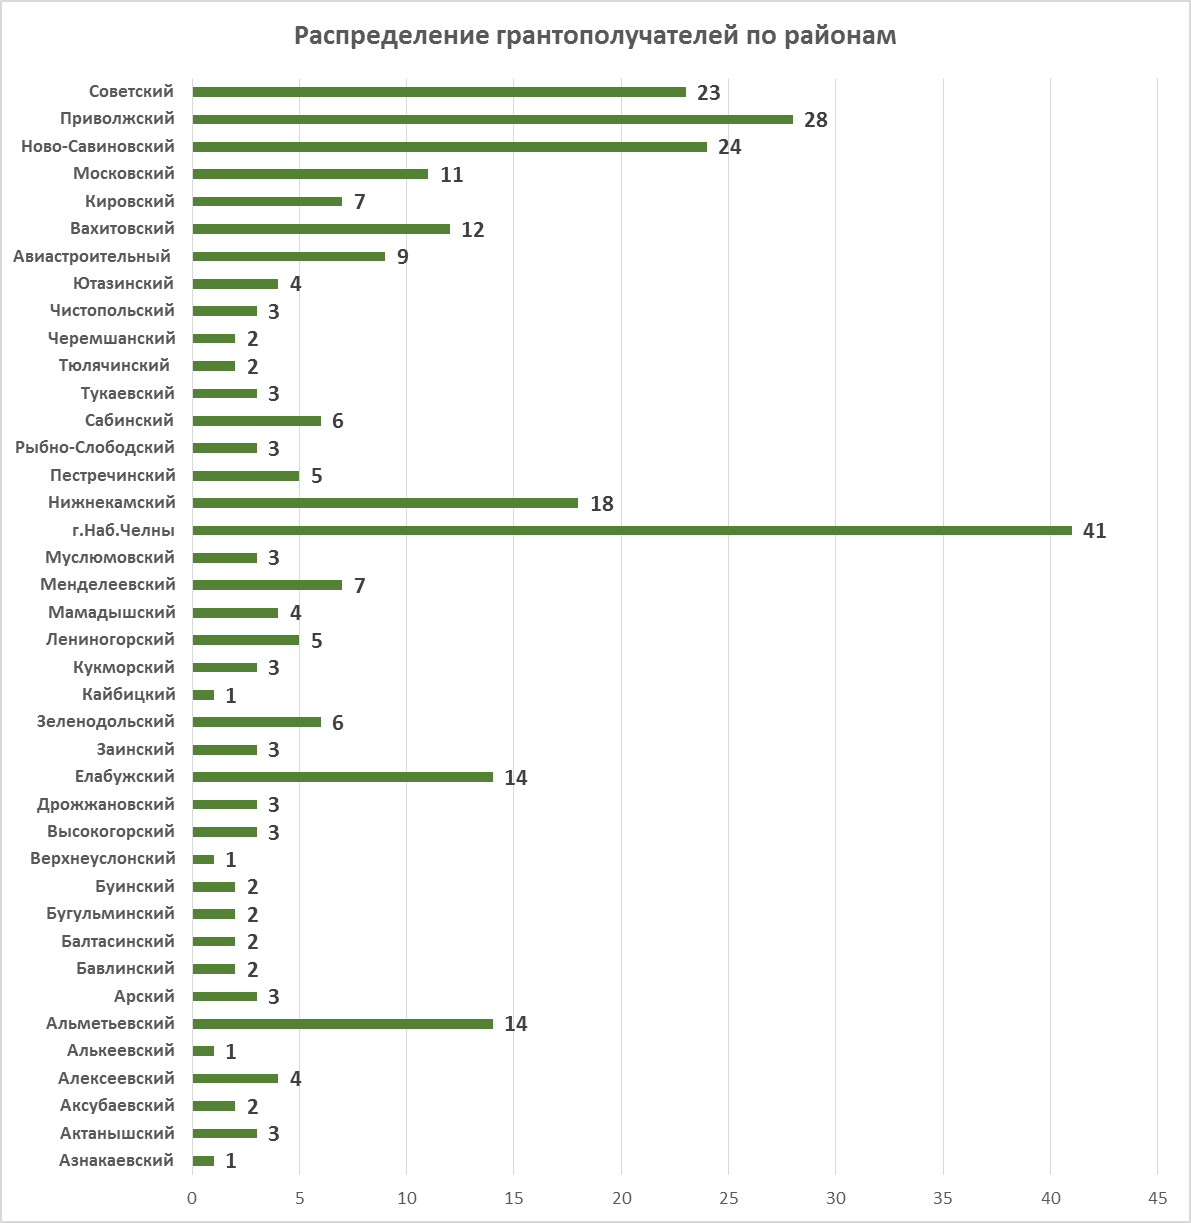 Распределение грантополучателей по районам
Советский 23
Приволжский 28
Ново-Савиновский 24
Московский 11
Кировский 7
Вахитовский 12
Авиастроительный 9
Ютазинский 4
Чистопольский 3
Черемшанский 2
Тюлячинский 2
Тукаевский 3
Сабинский 6
Рыбно-Слободский 3
Пестречинский 5
Нижнекамский 18
г.Наб.Челны 41
Муслюмовский 3
Менделеевский 7
Мамадышский 4
Лениногорский 5
Кукморский 3
Кайбицкий 1
Зеленодольский 6
Заинский 3
Елабужский 14
Дрожжановский 3
Высокогорский 3
Верхнеуслонский 1
Буинский 2
Бугульминский 2
Балтасинский 2
Бавлинский 2
Арский 3
Альметьевский 14
Алькеевский 1
Алексеевский 4
Аксубаевский 2
Актанышский 3
Азнакаевский 1
0 5 10 15 20 25 30 35 40 45